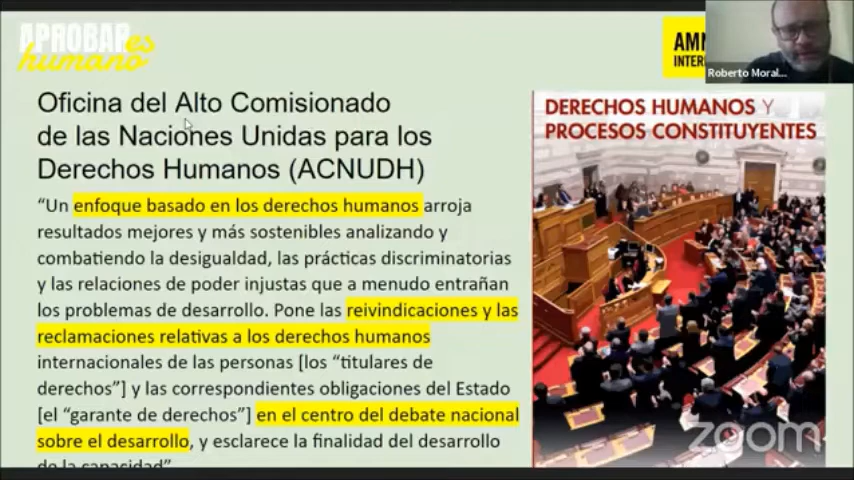 APROBAR es
humano
AMN
INTER
Roberto Moral...
Oficina del Alto Comisionado
de las Naciones Unidas para los
Derechos Humanos (ACNUDH)
“Un enfoque basado en los derechos humanos arroja
resultados mejores y más sostenibles analizando y
combatiendo la desigualdad, las prácticas discriminatorias
y las relaciones de poder injustas que a menudo entrañan
los problemas de desarrollo. Pone las reivindicaciones y las
reclamaciones relativas a los derechos humanos
internacionales de las personas [los “titulares de
derechos”] y las correspondientes obligaciones del Estado
[el “garante de derechos”] en el centro del debate nacional
sobre el desarrollo, y esclarece la finalidad del desarrollo
de la capacidad”
DERECHOS HUMANOS Y
PROCESOS CONSTITUYENTES
zoom